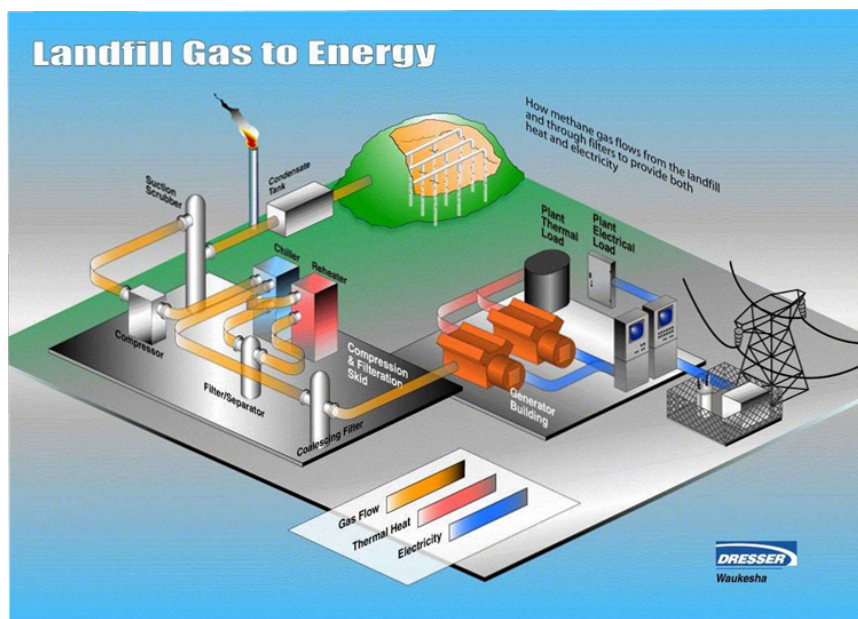 Landfill Gas to Energy
How methane gas flows from the landfill
and through filters to provide both
heat and electricity
Condensate
Tank
Suction
Scrubber
Chiller
Reheater
Compressor
Filter/Separator
Coalescing Filter
Compression
& Filteration
Skid
Plant
Thermal
Load
Plant
Electrical
Load
Generator
Building
Gas Flow
Thermal Heat
Electricity
DRESSER
Waukesha